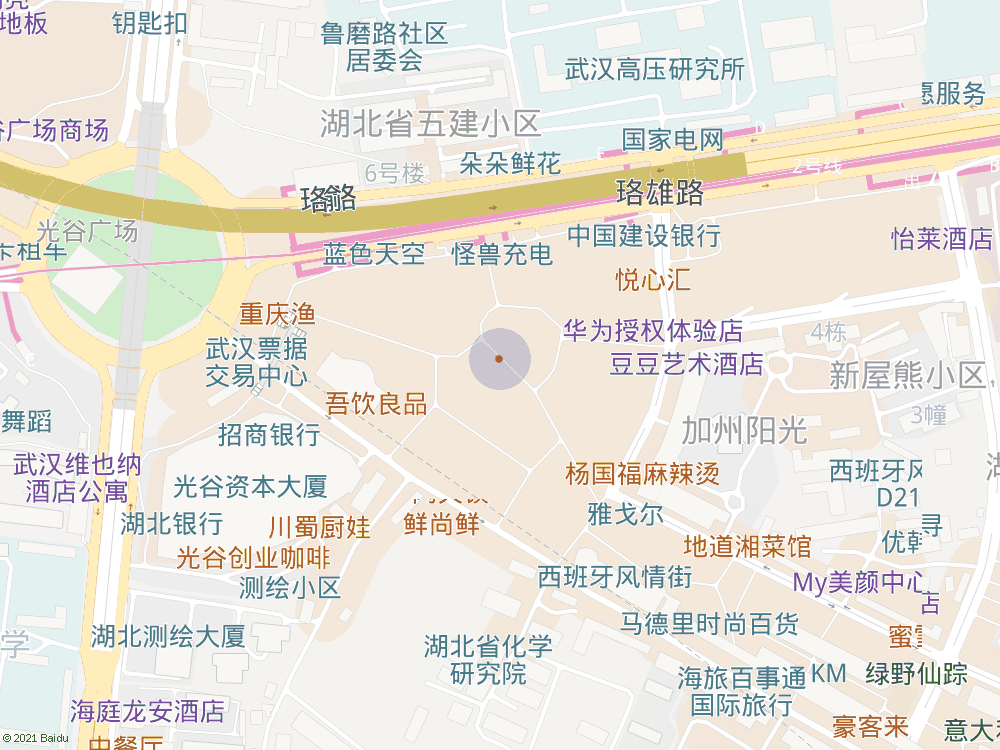 地板
钥匙扣
鲁磨路社区
居委会
武汉高压研究所
愿服务
广场商场
湖北省五建小区
国家电网
D
E
C
6号楼
朵朵鲜花
2号线
珞雄路
光谷广场
蓝色天空
怪兽充电
中国建设银行
怡莱酒店
悦心汇
重庆渔
武汉票据
交易中心
华为授权体验店
4栋
豆豆艺术酒店
新屋熊小区
吾饮良品
3幢
舞蹈
招商银行
加州阳光
武汉维也纳
酒店公寓
光谷资本大厦
杨国福麻辣烫
西班牙风
D21
湖北银行
川蜀厨娃
鲜尚鲜
雅戈尔
寻
优韩
光谷创业咖啡
地道湘菜馆
测绘小区
西班牙风情街
My美颜中心
店
湖北测绘大厦
马德里时尚百货
湖北省化学
研究院
海旅百事通
国际旅行
KM
绿野仙踪
学
海庭龙安酒店
豪客来
意大利
中餐厅
© 2021 Baidu